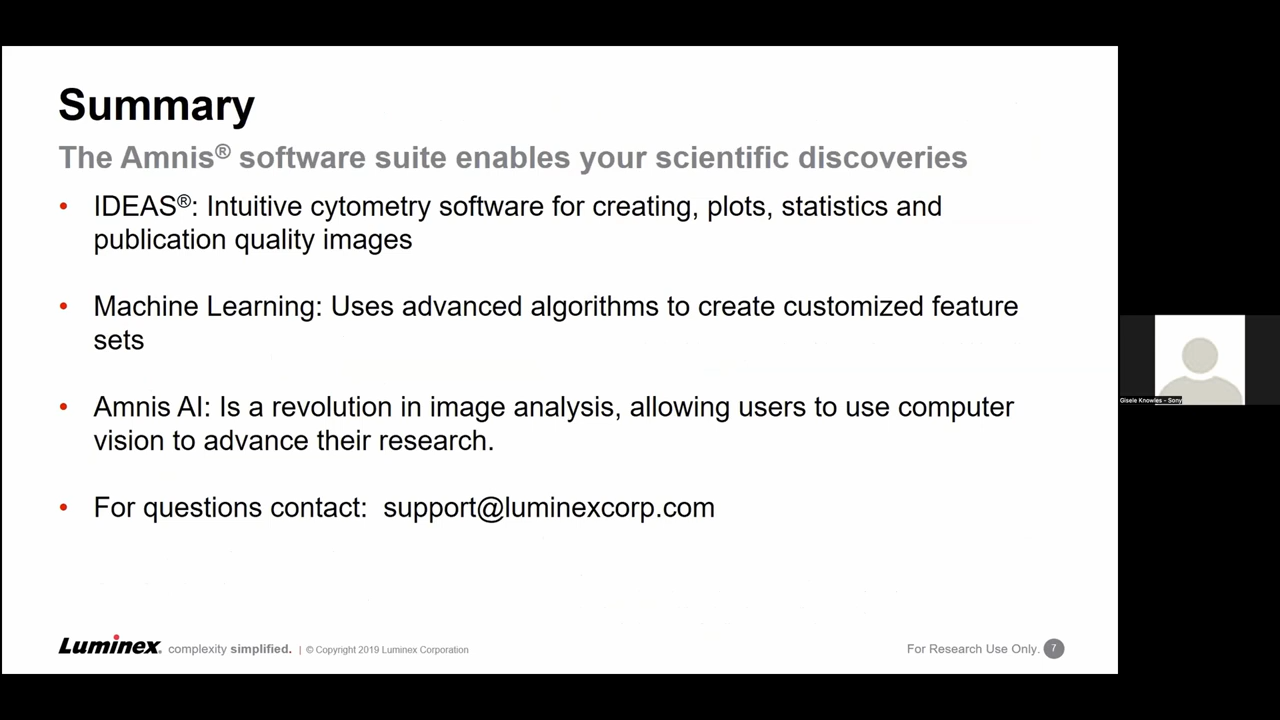 Summary
The Amnis® software suite enables your scientific discoveries
• IDEAS®: Intuitive cytometry software for creating, plots, statistics and
publication quality images
• Machine Learning: Uses advanced algorithms to create customized feature
sets
• Amnis AI: Is a revolution in image analysis, allowing users to use computer
vision to advance their research.
• For questions contact:  support@luminexcorp.com
Gisele Knowles - Sony
Luminex. complexity simplified. | © Copyright 2019 Luminex Corporation
For Research Use Only. 7